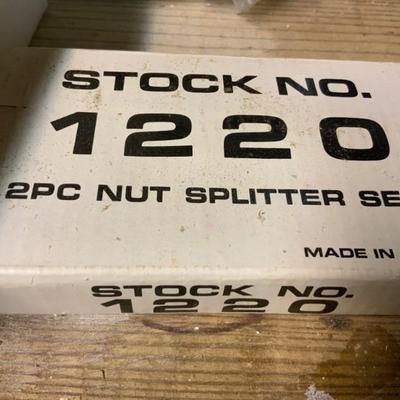 STOCK NO.
1220
2PC NUT SPLITTER SE
MADE IN
STOCK NO.
1220